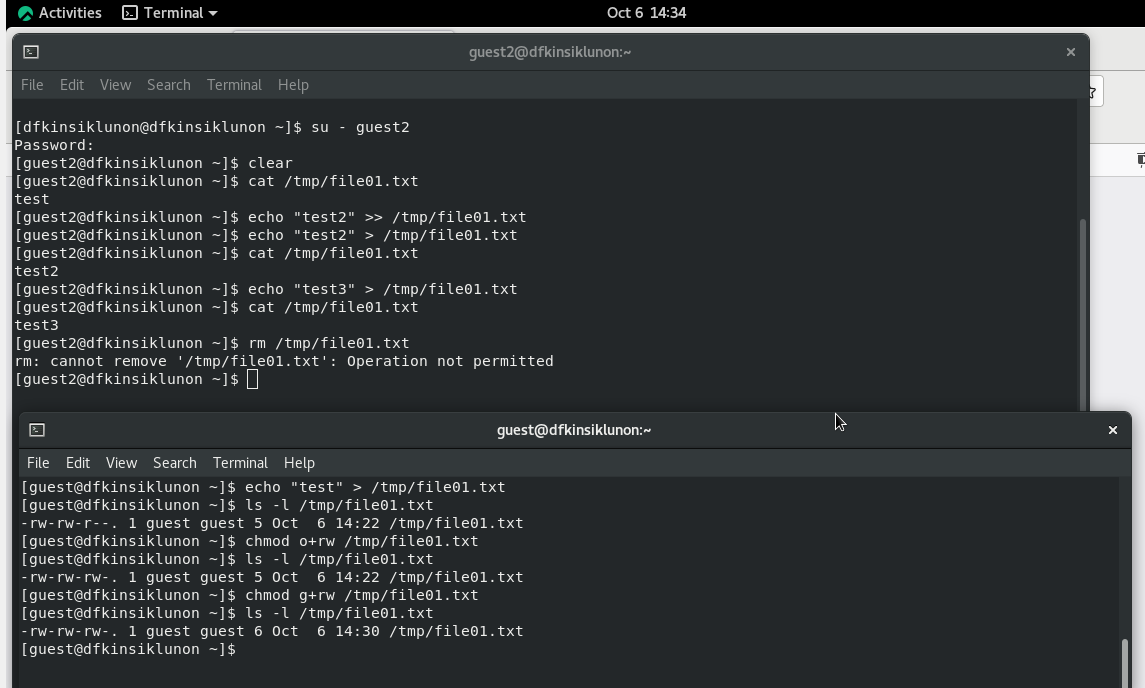 Activities Terminal Oct 6 14:34
guest2@dfkinsiklunon:~
File Edit View Search Terminal Help
[dfkinsiklunon@dfkinsiklunon ~]$ su - guest2
Password:
[guest2@dfkinsiklunon ~]$ clear
[guest2@dfkinsiklunon ~]$ cat /tmp/file01.txt
test
[guest2@dfkinsiklunon ~]$ echo "test2" >> /tmp/file01.txt
[guest2@dfkinsiklunon ~]$ echo "test2" > /tmp/file01.txt
[guest2@dfkinsiklunon ~]$ cat /tmp/file01.txt
test2
[guest2@dfkinsiklunon ~]$ echo "test3" > /tmp/file01.txt
[guest2@dfkinsiklunon ~]$ cat /tmp/file01.txt
test3
[guest2@dfkinsiklunon ~]$ rm /tmp/file01.txt
rm: cannot remove '/tmp/file01.txt': Operation not permitted
[guest2@dfkinsiklunon ~]$
guest@dfkinsiklunon:~
File Edit View Search Terminal Help
[guest@dfkinsiklunon ~]$ echo "test" > /tmp/file01.txt
[guest@dfkinsiklunon ~]$ ls -l /tmp/file01.txt
-rw-rw-r--. 1 guest guest 5 Oct  6 14:22 /tmp/file01.txt
[guest@dfkinsiklunon ~]$ chmod o+rw /tmp/file01.txt
[guest@dfkinsiklunon ~]$ ls -l /tmp/file01.txt
-rw-rw-rw-. 1 guest guest 5 Oct  6 14:22 /tmp/file01.txt
[guest@dfkinsiklunon ~]$ chmod g+rw /tmp/file01.txt
[guest@dfkinsiklunon ~]$ ls -l /tmp/file01.txt
-rw-rw-rw-. 1 guest guest 6 Oct  6 14:30 /tmp/file01.txt
[guest@dfkinsiklunon ~]$